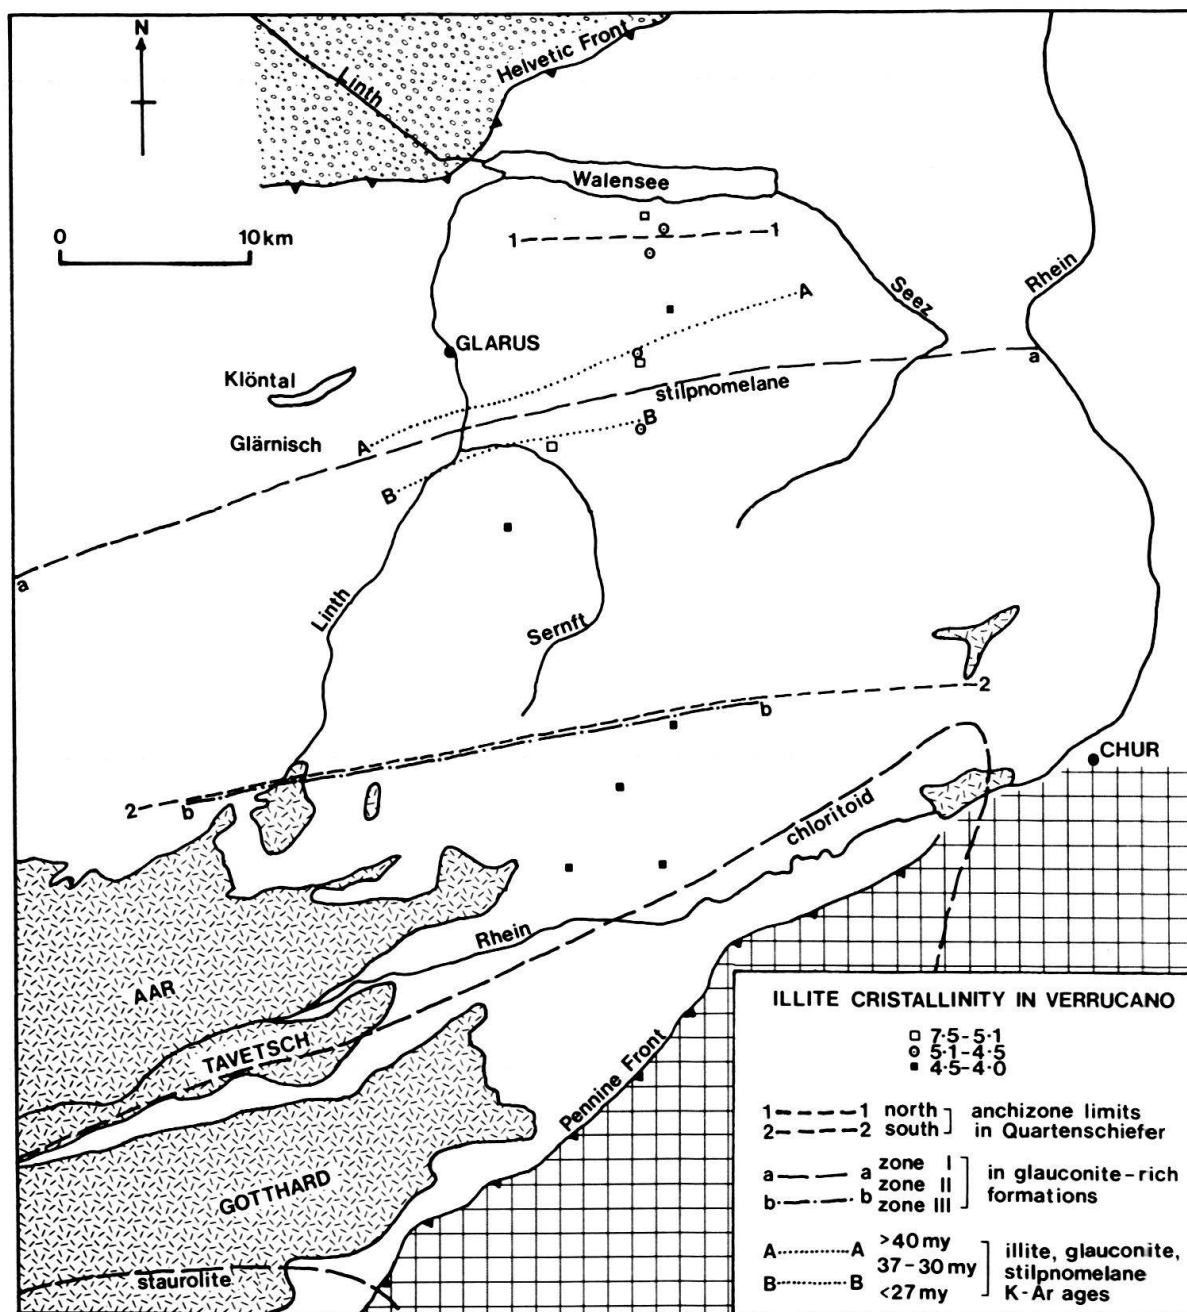 N
Linth
Helvetic Front
Walensee
0 10km
1 1
A
Seez
Rhein
GLARUS
a
Klöntal
stilpnomelane
B
Glärnisch
A
B
a
Linth
Sernft
2
b
CHUR
2
b
chloritoid
Rhein
AAR
TAVETSCH
Pennine Front
GOTTHARD
staurolite
ILLITE CRISTALLINITY IN VERRUCANO
7·5–5·1
5·1–4·5
4·5–4·0
1 1 north anchizone limits
2 2 south in Quartenschiefer
a a zone I
zone II in glauconite-rich
b b zone III formations
A A >40 my
37–30 my illite, glauconite,
stilpnomelane
B B <27 my K-Ar ages